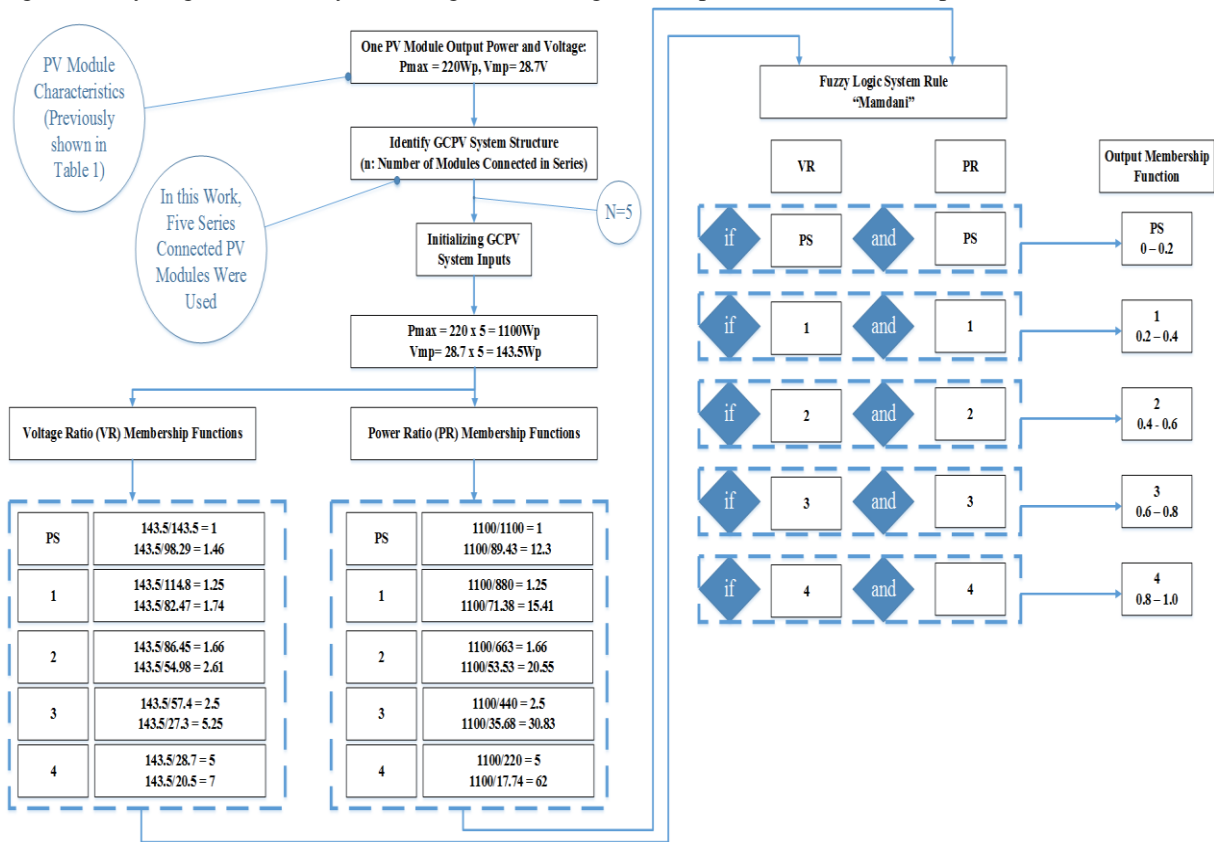 One PV Module Output Power and Voltage:
Pmax = 220Wp, Vmp= 28.7V
PV Module
Characteristics
(Previously
shown in
Table 1)
Identify GCPV System Structure
(n: Number of Modules Connected in Series)
In this Work,
Five Series
Connected PV
Modules Were
Used
N=5
Initializing GCPV
System Inputs
Pmax = 220 x 5 = 1100Wp
Vmp= 28.7 x 5 = 143.5Wp
Voltage Ratio (VR) Membership Functions
Power Ratio (PR) Membership Functions
PS
143.5/143.5 = 1
143.5/98.29 = 1.46
1
143.5/114.8 = 1.25
143.5/82.47 = 1.74
2
143.5/86.45 = 1.66
143.5/54.98 = 2.61
3
143.5/57.4 = 2.5
143.5/27.3 = 5.25
4
143.5/28.7 = 5
143.5/20.5 = 7
PS
1100/1100 = 1
1100/89.43 = 12.3
1
1100/880 = 1.25
1100/71.38 = 15.41
2
1100/663 = 1.66
1100/53.53 = 20.55
3
1100/440 = 2.5
1100/35.68 = 30.83
4
1100/220 = 5
1100/17.74 = 62
Fuzzy Logic System Rule
“Mamdani”
VR
PR
Output Membership
Function
if PS and PS
PS
0 – 0.2
if 1 and 1
1
0.2 – 0.4
if 2 and 2
2
0.4 - 0.6
if 3 and 3
3
0.6 – 0.8
if 4 and 4
4
0.8 – 1.0